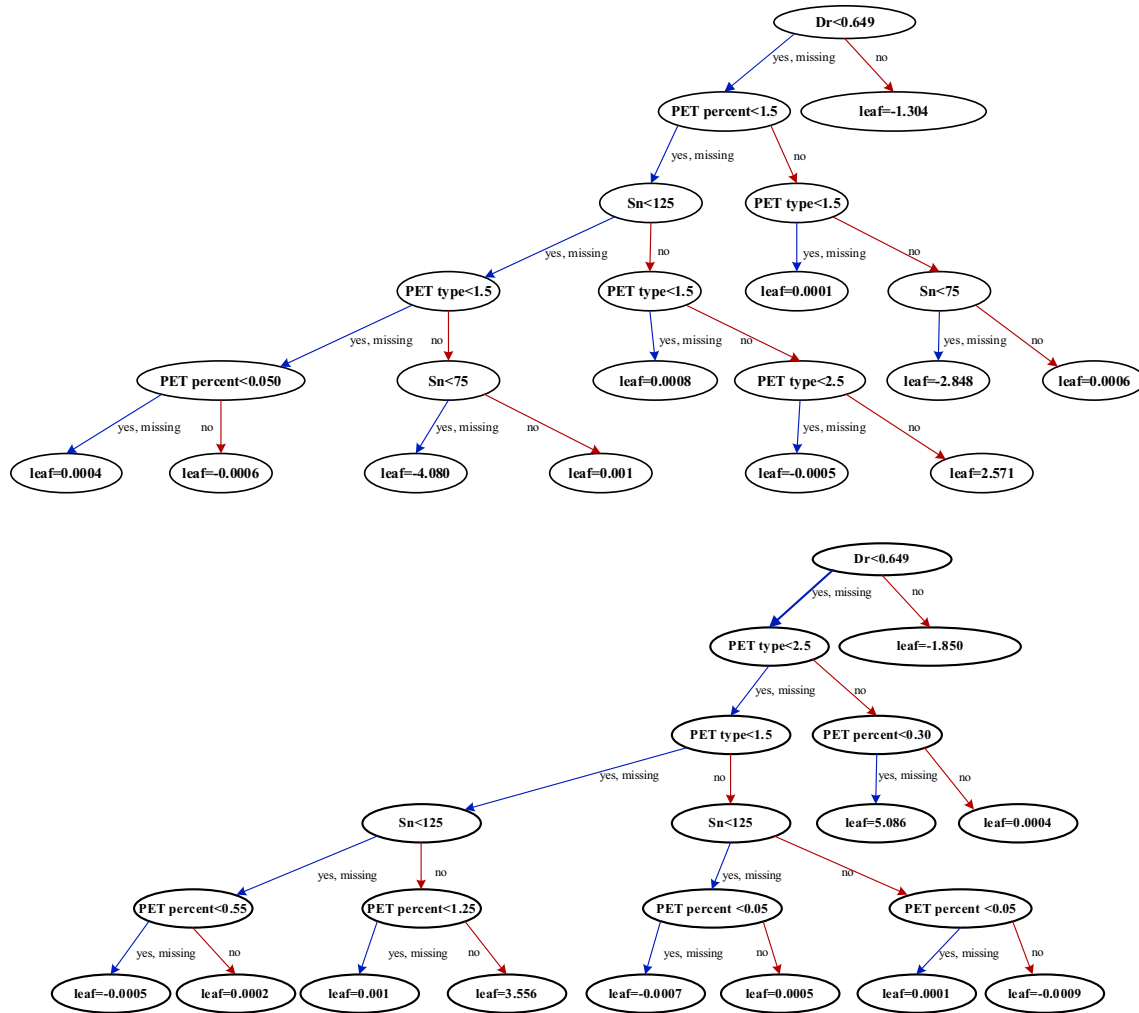 Dr<0.649
yes, missing
no
PET percent<1.5
leaf=-1.304
yes, missing
no
Sn<125
PET type<1.5
yes, missing
no
yes, missing
no
PET type<1.5
PET type<1.5
leaf=0.0001
Sn<75
yes, missing
no
yes, missing
no
yes, missing
no
PET percent<0.050
Sn<75
leaf=0.0008
PET type<2.5
leaf=-2.848
leaf=0.0006
yes, missing
no
yes, missing
no
yes, missing
no
leaf=0.0004
leaf=-0.0006
leaf=-4.080
leaf=0.001
leaf=-0.0005
leaf=2.571
Dr<0.649
yes, missing
no
PET type<2.5
leaf=-1.850
yes, missing
no
PET type<1.5
PET percent<0.30
yes, missing
no
yes, missing
no
Sn<125
Sn<125
leaf=5.086
leaf=0.0004
yes, missing
no
yes, missing
no
PET percent<0.55
PET percent<1.25
PET percent <0.05
PET percent <0.05
yes, missing
no
yes, missing
no
yes, missing
no
yes, missing
no
leaf=-0.0005
leaf=0.0002
leaf=0.001
leaf=3.556
leaf=-0.0007
leaf=0.0005
leaf=0.0001
leaf=-0.0009